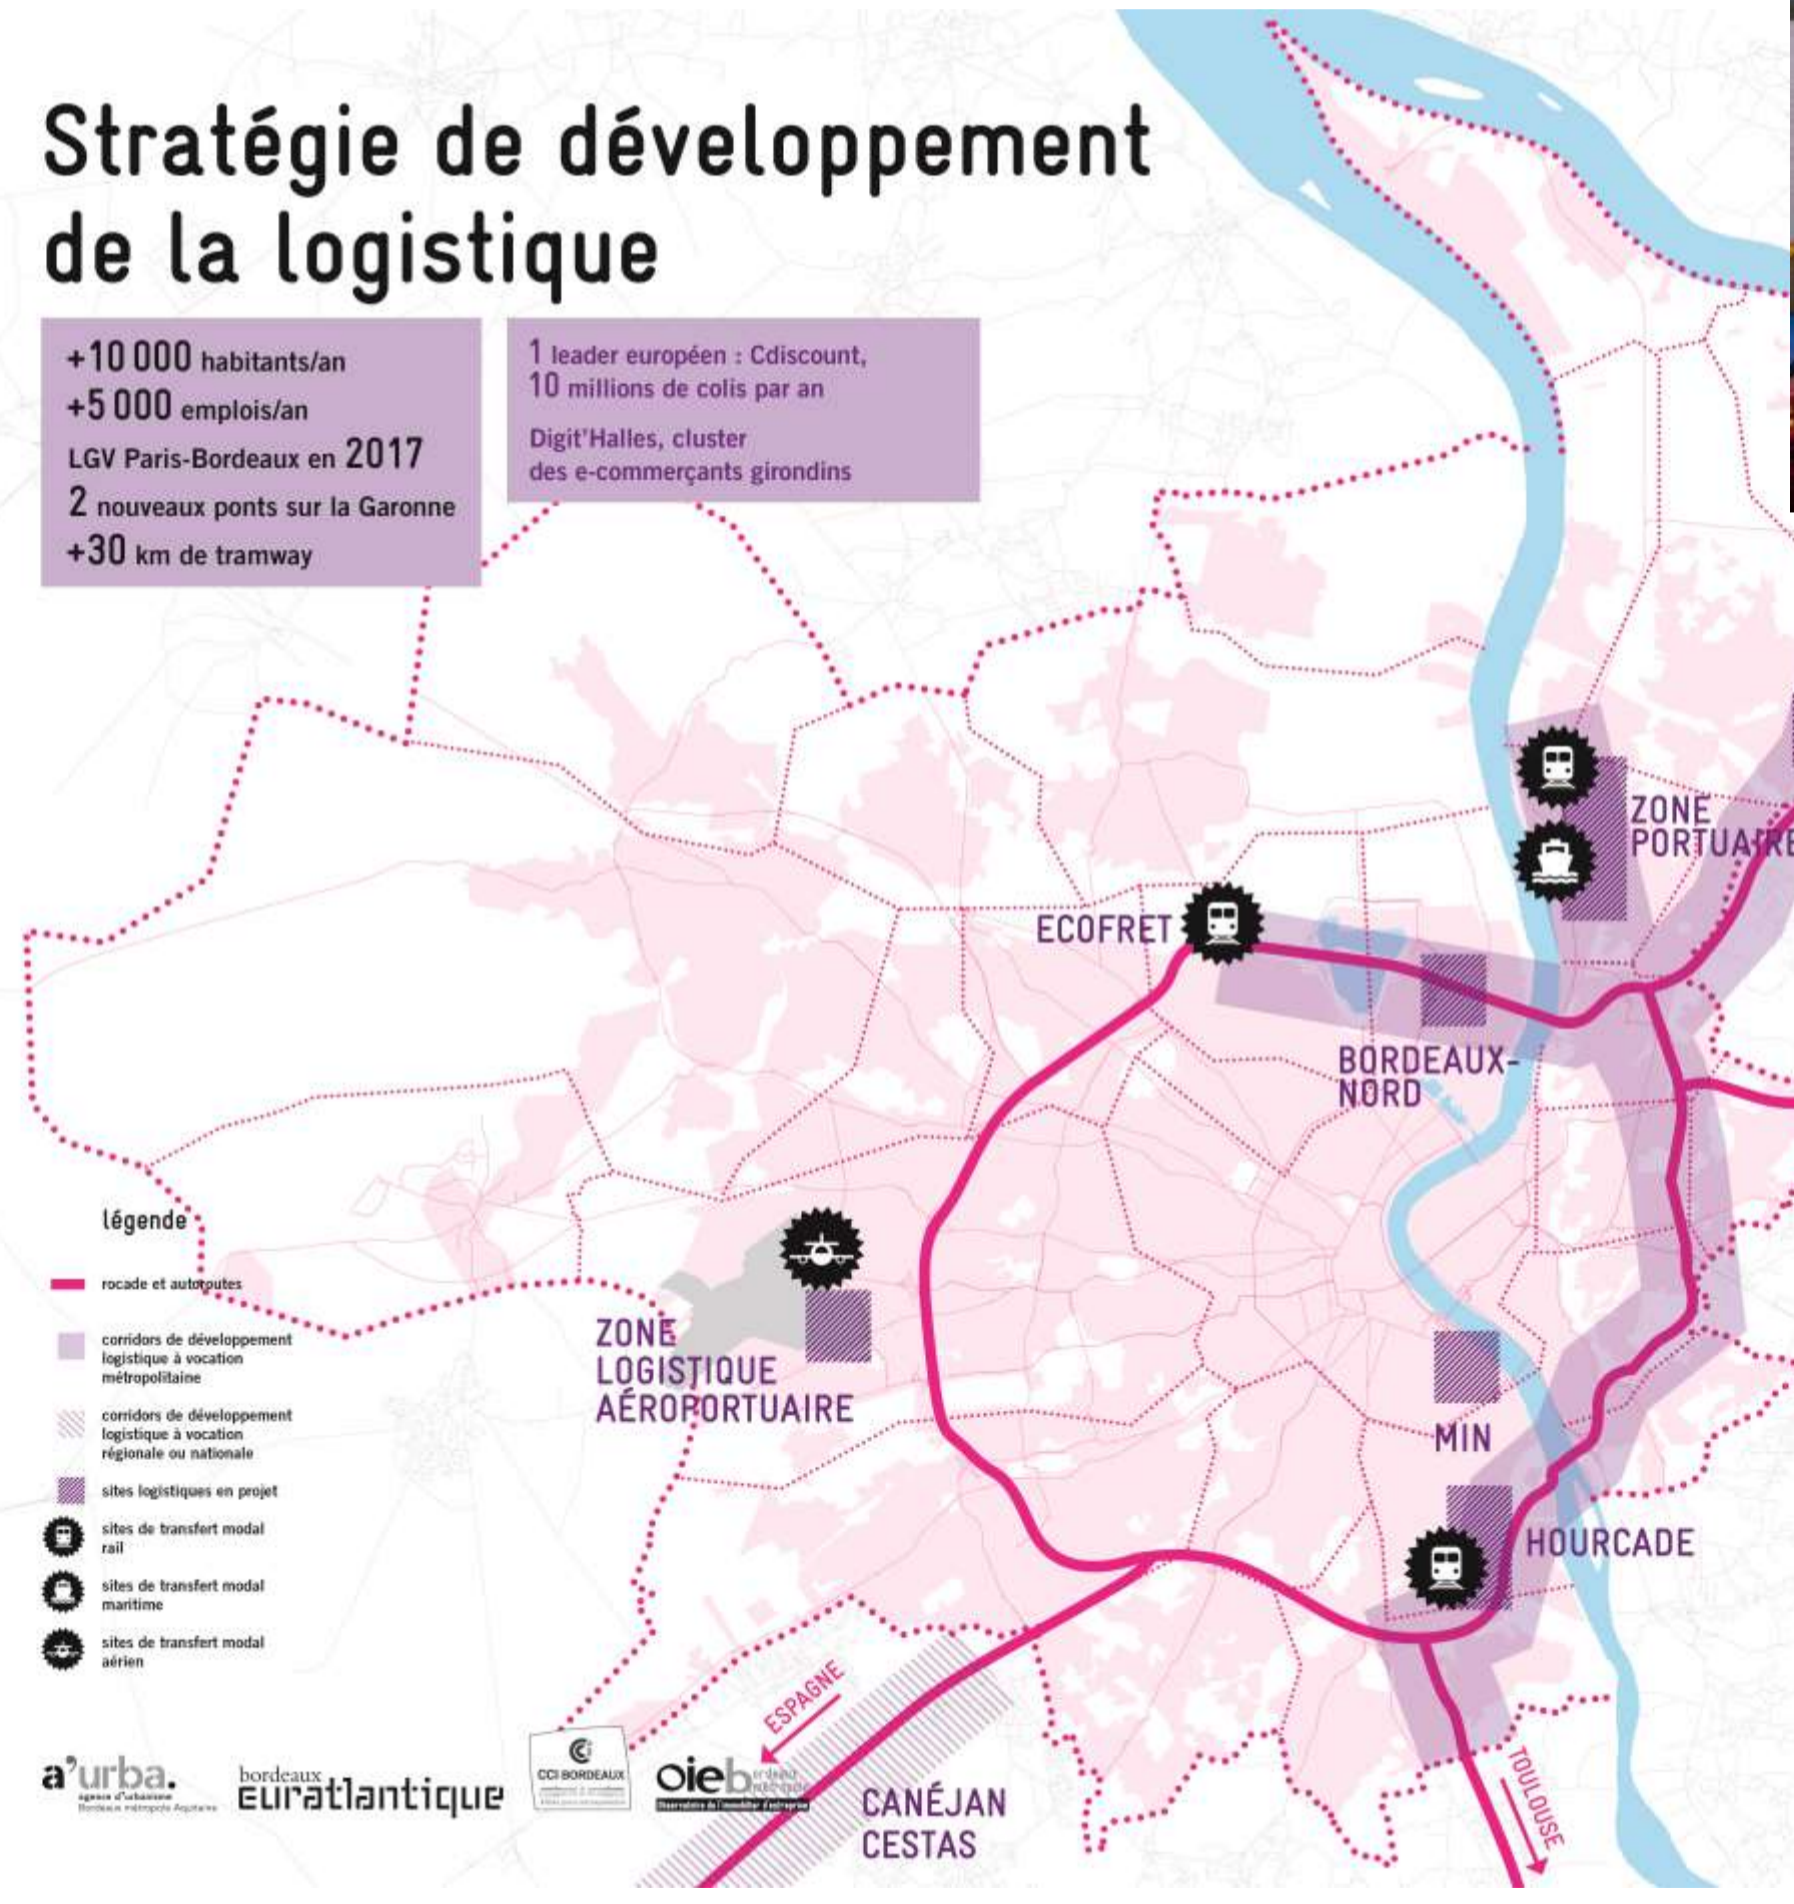 Stratégie de développement
de la logistique
+10 000 habitants/an
+5 000 emplois/an
LGV Paris-Bordeaux en 2017
2 nouveaux ponts sur la Garonne
+30 km de tramway
1 leader européen : Cdiscount,
10 millions de colis par an
Digit'Halles, cluster
des e-commerçants girondins
ZONE
PORTUAIRE
ECOFRET
BORDEAUX-
NORD
ZONE
LOGISTIQUE
AÉROPORTUAIRE
MIN
HOURCADE
ESPAGNE
CANÉJAN
CESTAS
TOULOUSE
légende
rocade et autoroutes
corridors de développement
logistique à vocation
métropolitaine
corridors de développement
logistique à vocation
régionale ou nationale
sites logistiques en projet
sites de transfert modal
rail
sites de transfert modal
maritime
sites de transfert modal
aérien
a'urba.
agence d'urbanisme
Bordeaux métropole Aquitaine
bordeaux
euratlantique
CCI BORDEAUX
oieb